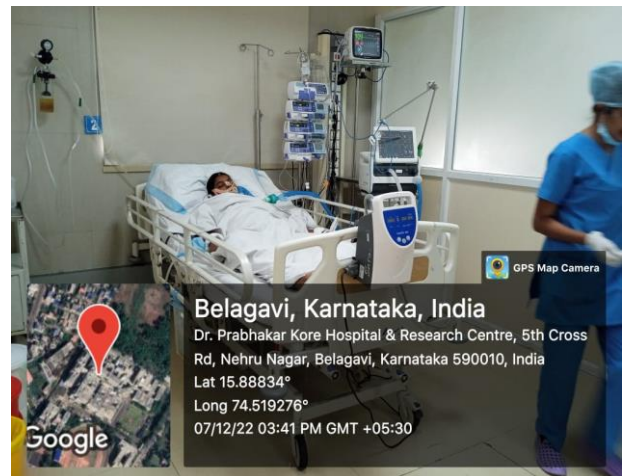 2
GPS Map Camera
Belagavi, Karnataka, India
Dr. Prabhakar Kore Hospital & Research Centre, 5th Cross
Rd, Nehru Nagar, Belagavi, Karnataka 590010, India
Lat 15.88834°
Long 74.519276°
07/12/22 03:41 PM GMT +05:30
Google